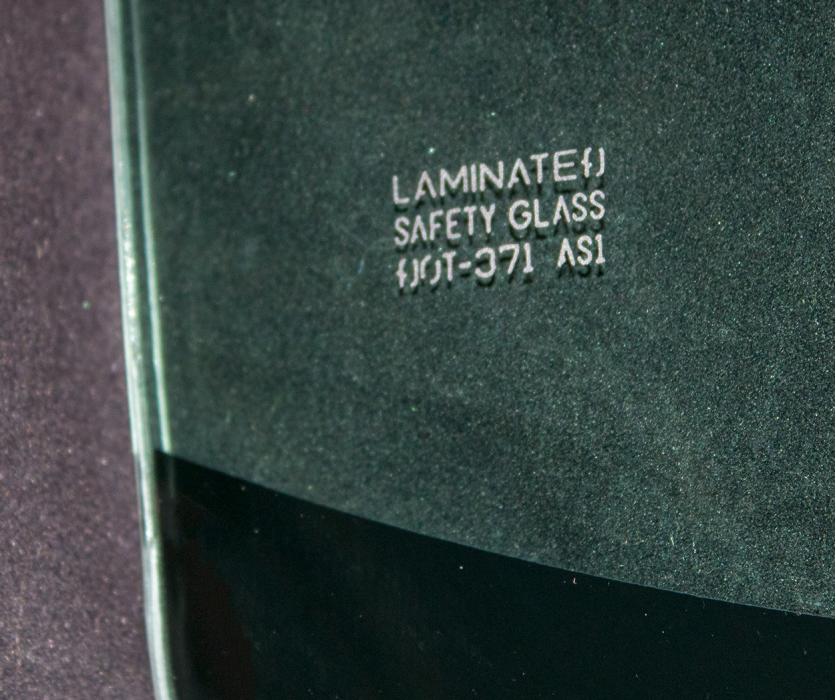 LAMINATED
SAFETY GLASS
DOT-371 AS1